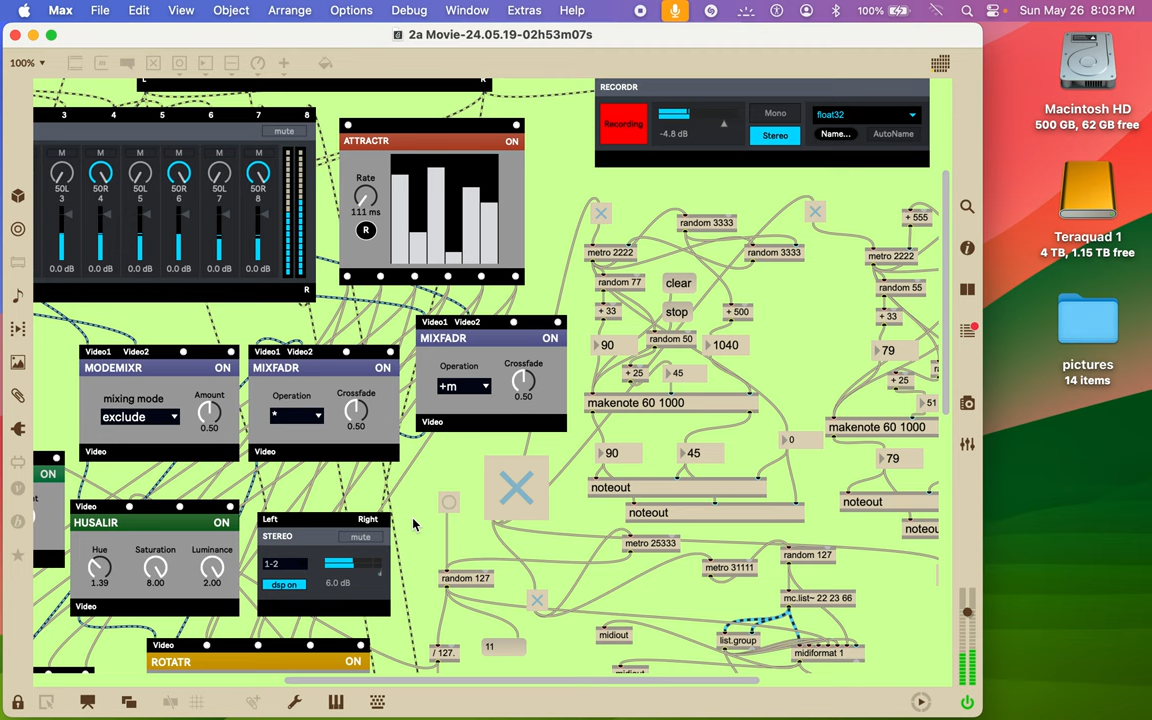 Max File Edit View Object Arrange Options Debug Window Extras Help 100% Sun May 26 8:03 PM
2a Movie-24.05.19-02h53m07s
100%
L R
RECORDR
Recording
-4.8 dB
Mono
Stereo
float32
Name...
AutoName
3 4 5 6 7 8
mute
M M M M M M
50L 50R 50L 50R 50L 50R
3 4 5 6 7 8
0.0 dB 0.0 dB 0.0 dB 0.0 dB 0.0 dB 0.0 dB
R
ATTRACTR ON
Rate
111 ms
R
Video1 Video2
MODEMIXR ON
mixing mode
exclude
Amount
0.50
Video
Video1 Video2
MIXFADR ON
Operation
*
Crossfade
0.50
Video
Video1 Video2
MIXFADR ON
Operation
+m
Crossfade
0.50
Video
ON
Video
HUSALIR ON
Hue Saturation Luminance
1.39 8.00 2.00
Video
Left Right
STEREO mute
1-2
dsp on
6.0 dB
Video
ROTATR ON
random 3333
metro 2222
random 3333
random 77
clear
+ 33
stop
+ 500
90
random 50
1040
+ 25
45
makenote 60 1000
0
90
45
noteout
noteout
+ 555
metro 2222
random 55
+ 33
79
+ 25
51
makenote 60 1000
79
noteout
noteou
metro 25333
random 127
metro 31111
random 127
mc.list~ 22 23 66
midiout
list.group
midiformat 1
/ 127.
11
Macintosh HD
500 GB, 62 GB free
Teraquad 1
4 TB, 1.15 TB free
pictures
14 items